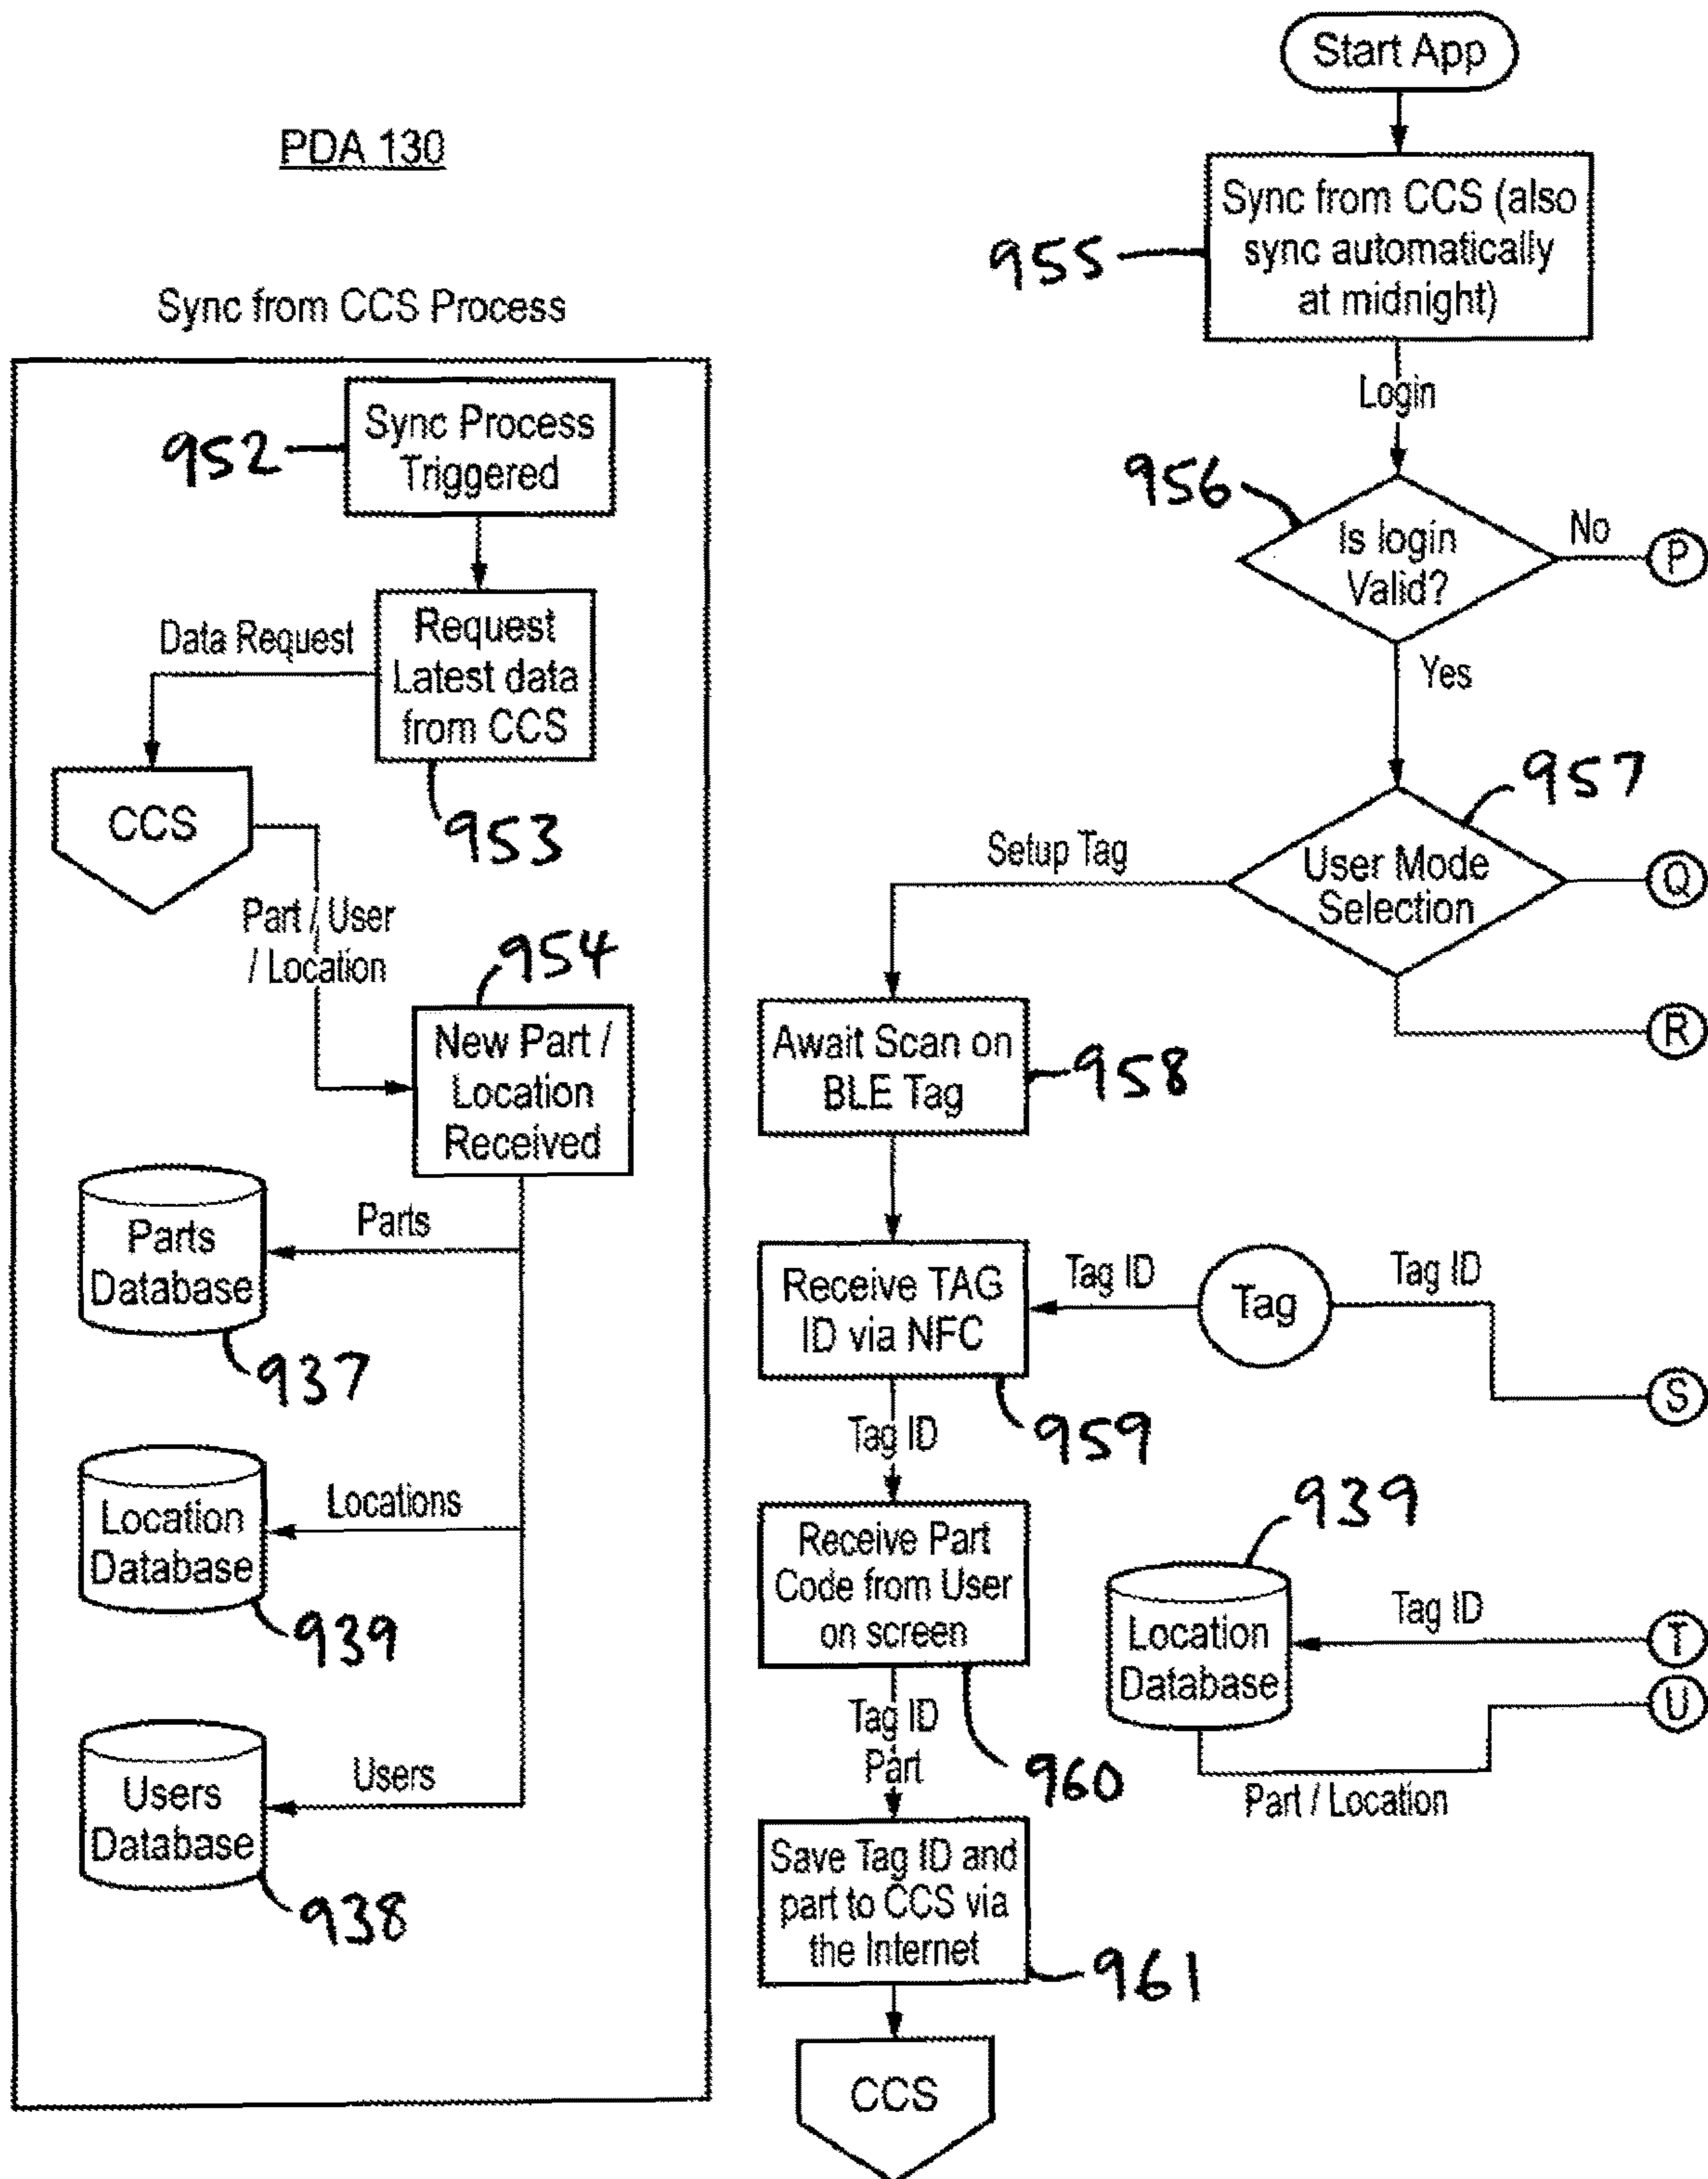 PDA 130
Sync from CCS Process
Sync Process
Triggered
952
Request
Latest data
from CCS
953
Data Request
CCS
Part / User
/ Location
954
New Part /
Location
Received
Parts
Parts
Database
937
Locations
Location
Database
939
Users
Users
Database
938
Start App
Sync from CCS (also
sync automatically
at midnight)
955
Login
956
Is login
Valid?
No
P
Yes
957
User Mode
Selection
Q
R
Setup Tag
Await Scan on
BLE Tag
958
Receive TAG
ID via NFC
959
Tag ID
Tag
Tag ID
S
Tag ID
Receive Part
Code from User
on screen
960
939
Location
Database
Tag ID
T
U
Part / Location
Tag ID
Part
Save Tag ID and
part to CCS via
the Internet
961
CCS